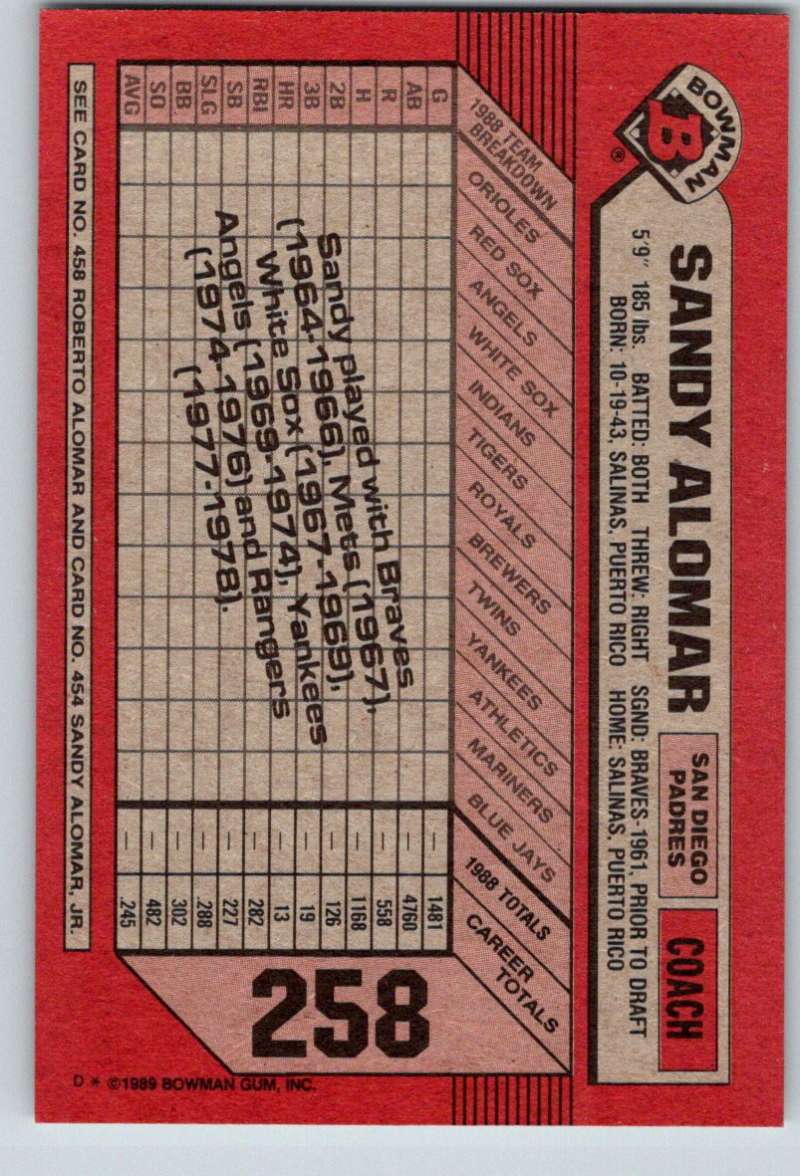 BOWMAN
B
®
SANDY ALOMAR
SAN DIEGO
PADRES
COACH
5'9" 185 lbs. BATTED: BOTH THREW: RIGHT SGND: BRAVES-1961, PRIOR TO DRAFT
BORN: 10-19-43, SALINAS, PUERTO RICO HOME: SALINAS, PUERTO RICO
1988 TEAM
BREAKDOWN
ORIOLES
RED SOX
ANGELS
WHITE SOX
INDIANS
TIGERS
ROYALS
BREWERS
TWINS
YANKEES
ATHLETICS
MARINERS
BLUE JAYS
1988 TOTALS
CAREER
TOTALS
G — 1481
AB — 4760
R — 558
H — 1168
2B — 126
3B — 19
HR — 13
RBI — 282
SB — 227
SLG — .288
BB — 302
SO — 482
AVG — .245
Sandy played with Braves
(1964-1966), Mets (1967),
White Sox (1967-1969),
Angels (1969-1974), Yankees
(1974-1976) and Rangers
(1977-1978).
258
SEE CARD NO. 458 ROBERTO ALOMAR AND CARD NO. 454 SANDY ALOMAR, JR.
D * ©1989 BOWMAN GUM, INC.